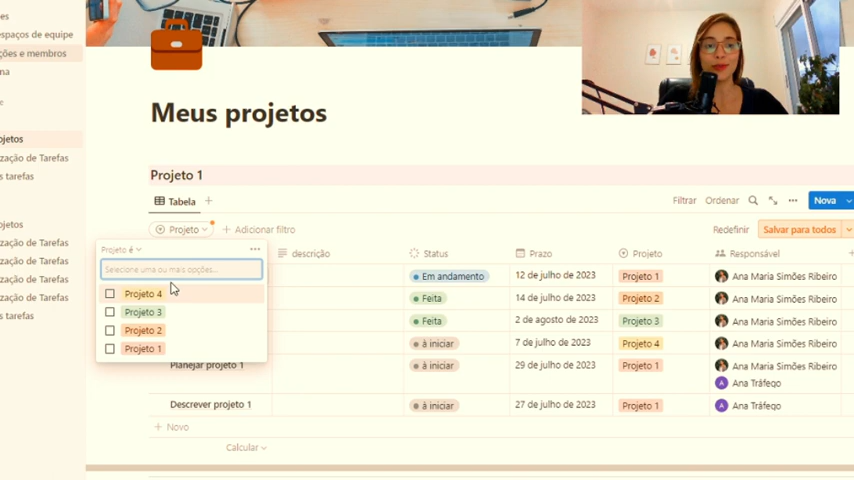 es
espaços de equipe
ções e membros
na
e
ojetos
zação de Tarefas
s tarefas
ojetos
zação de Tarefas
zação de Tarefas
zação de Tarefas
zação de Tarefas
s tarefas
Meus projetos
Projeto 1
Tabela +
Filtrar Ordenar ... Nova
Projeto + Adicionar filtro Redefinir Salvar para todos
Projeto é ...
Selecione uma ou mais opções...
Projeto 4
Projeto 3
Projeto 2
Projeto 1
descrição Status Prazo Projeto Responsável +
Em andamento 12 de julho de 2023 Projeto 1 Ana Maria Simões Ribeiro
Feita 14 de julho de 2023 Projeto 2 Ana Maria Simões Ribeiro
Feita 2 de agosto de 2023 Projeto 3 Ana Maria Simões Ribeiro
à iniciar 7 de julho de 2023 Projeto 4 Ana Maria Simões Ribeiro
Planejar projeto 1 à iniciar 29 de julho de 2023 Projeto 1 Ana Maria Simões Ribeiro
A Ana Tráfego
Descrever projeto 1 à iniciar 27 de julho de 2023 Projeto 1 A Ana Tráfego
+ Novo
Calcular